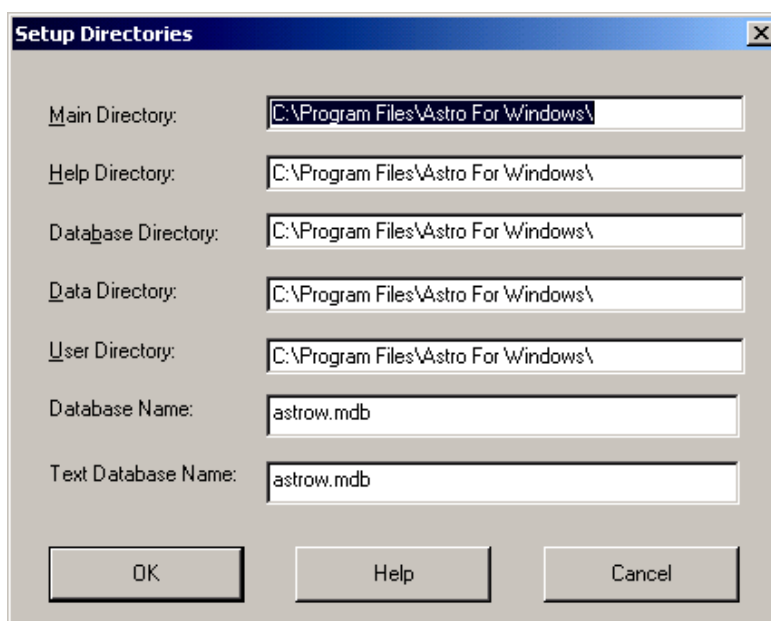 Setup Directories
Main Directory: C:\Program Files\Astro For Windows\
Help Directory: C:\Program Files\Astro For Windows\
Database Directory: C:\Program Files\Astro For Windows\
Data Directory: C:\Program Files\Astro For Windows\
User Directory: C:\Program Files\Astro For Windows\
Database Name: astrow.mdb
Text Database Name: astrow.mdb
OK Help Cancel